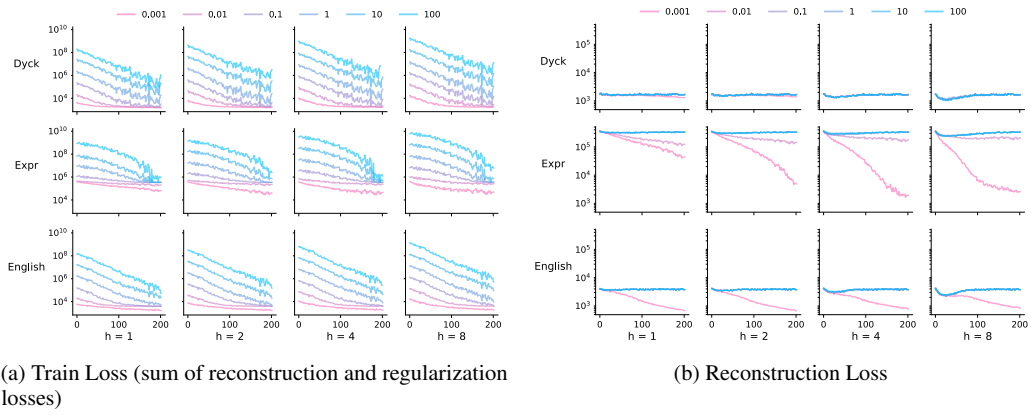 0.001 0.01 0.1 1 10 100
0.001 0.01 0.1 1 10 100
Dyck
10^10
10^8
10^6
10^4
Expr
10^10
10^8
10^6
10^4
English
10^8
10^6
10^4
0 100 200 0 100 200 0 100 200 0 100 200
h = 1 h = 2 h = 4 h = 8
Dyck
10^5
10^4
10^3
Expr
10^5
10^4
10^3
English
10^5
10^4
10^3
0 100 200 0 100 200 0 100 200 0 100 200
h = 1 h = 2 h = 4 h = 8
(a) Train Loss (sum of reconstruction and regularization
losses)
(b) Reconstruction Loss